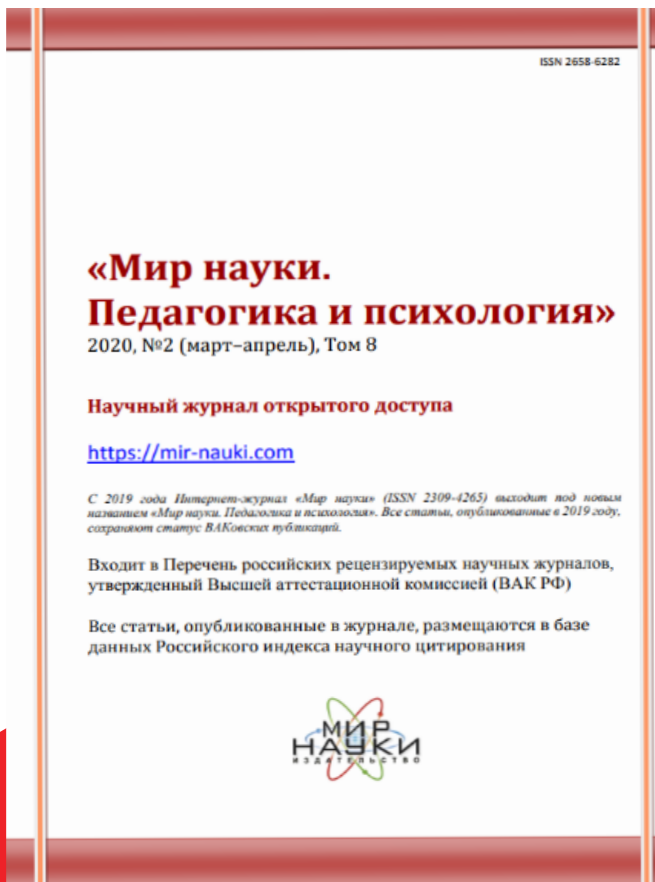 ISSN 2658-6282
«Мир науки.
Педагогика и психология»
2020, №2 (март–апрель), Том 8
Научный журнал открытого доступа
https://mir-nauki.com
С 2019 года Интернет-журнал «Мир науки» (ISSN 2309-4265) выходит под новым
названием «Мир науки. Педагогика и психология». Все статьи, опубликованные в 2019 году,
сохраняют статус ВАКовских публикаций.
Входит в Перечень российских рецензируемых научных журналов,
утвержденный Высшей аттестационной комиссией (ВАК РФ)
Все статьи, опубликованные в журнале, размещаются в базе
данных Российского индекса научного цитирования
МИР
НАУКИ
ИЗДАТЕЛЬСТВО